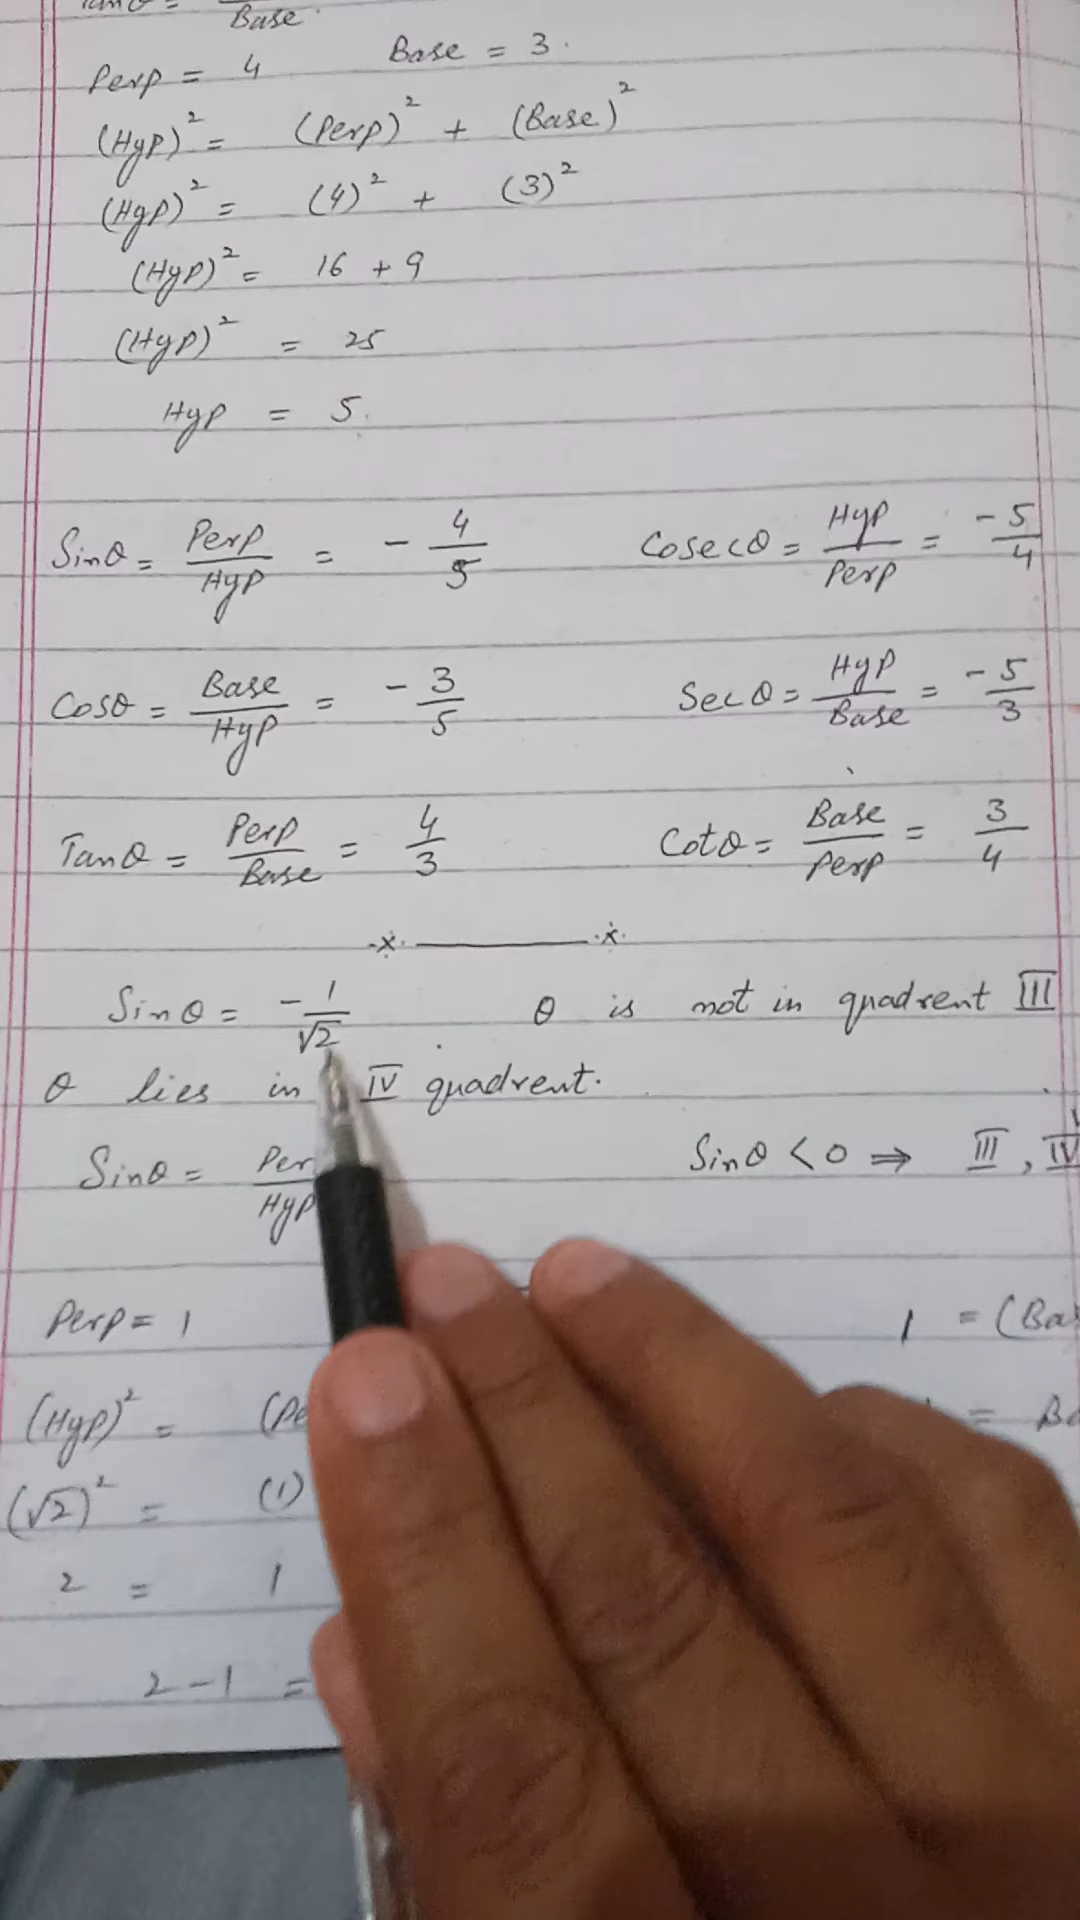 Tanθ = 
Base.
Perp = 4 Base = 3.
(Hyp)² = (Perp)² + (Base)²
(Hyp)² = (4)² + (3)²
(Hyp)² = 16 + 9
(Hyp)² = 25
Hyp = 5.
Sinθ = Perp/Hyp = -4/5 Cosecθ = Hyp/Perp = -5/4
Cosθ = Base/Hyp = -3/5 Secθ = Hyp/Base = -5/3
Tanθ = Perp/Base = 4/3 Cotθ = Base/Perp = 3/4
Sinθ = -1/√2 θ is not in quadrent III
θ lies in IV quadrent.
Sinθ = Per/Hyp Sinθ < 0 ⇒ III, IV
Perp = 1 1 = (Ba
(Hyp)² = (Pe = Ba
(√2)² = (1)
2 = 1
2 - 1 =